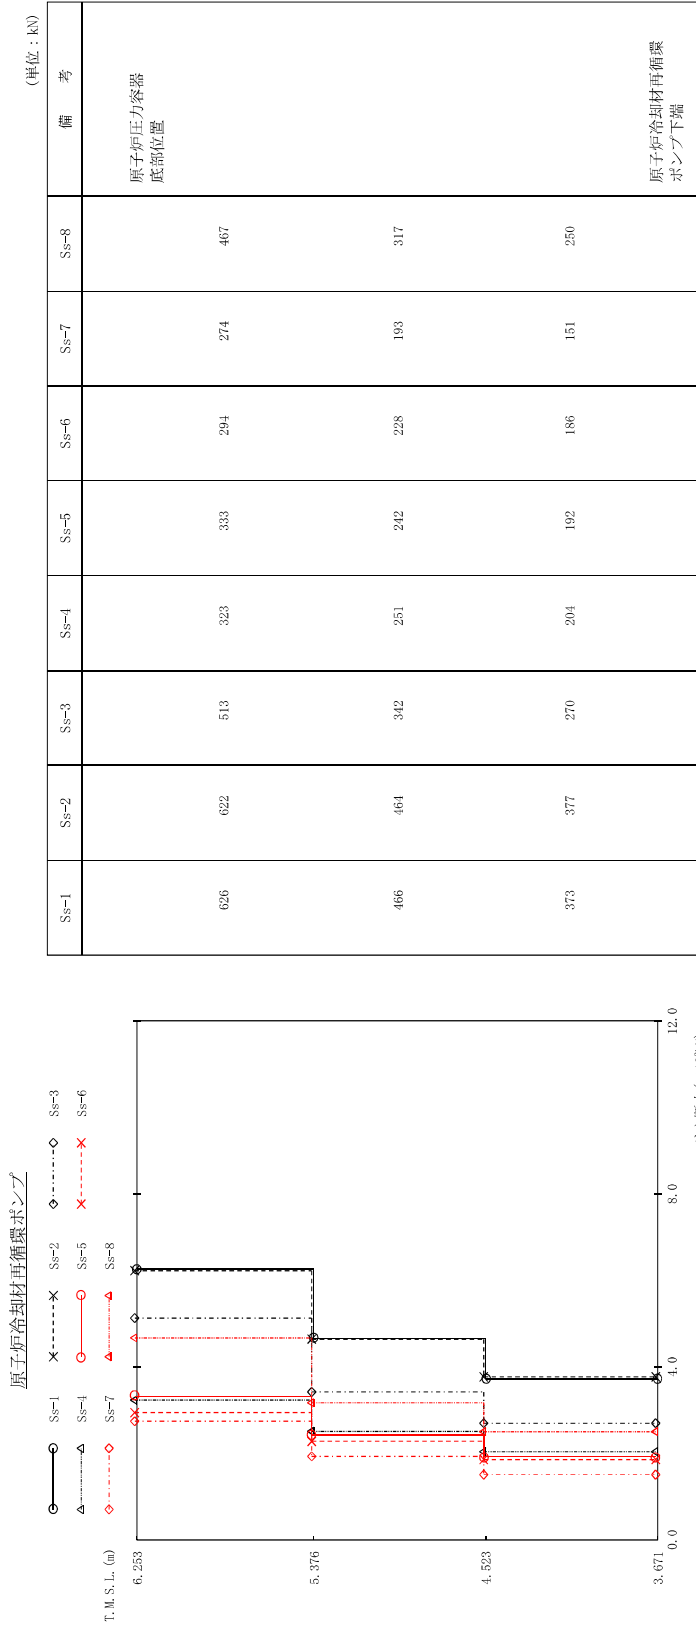 原子炉冷却材再循環ポンプ
Ss-1
Ss-2
Ss-3
Ss-4
Ss-5
Ss-6
Ss-7
Ss-8
T.M.S.L.(m)
6.253
5.376
4.523
3.671
0.0
4.0
8.0
12.0
(単位：kN)
Ss-1 Ss-2 Ss-3 Ss-4 Ss-5 Ss-6 Ss-7 Ss-8 備 考
原子炉圧力容器
底部位置
626 622 513 323 333 294 274 467
466 464 342 251 242 228 193 317
373 377 270 204 192 186 151 250
原子炉冷却材再循環
ポンプ下端